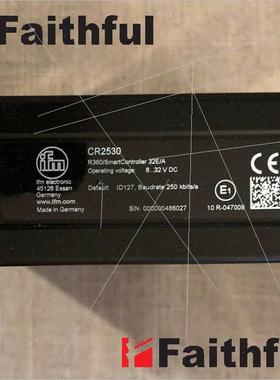 Faithful
ifm
ifm electronic
45128 Essen
Germany
www.ifm.com
Made in
Germany
CR2530
R360/SmartController 32E/A
Operating voltage: 8...32 V DC
Default: ID127, Baudrate 250 kbits/s
S/N: 000000486027
CE
E1
10 R-047009
Faithful